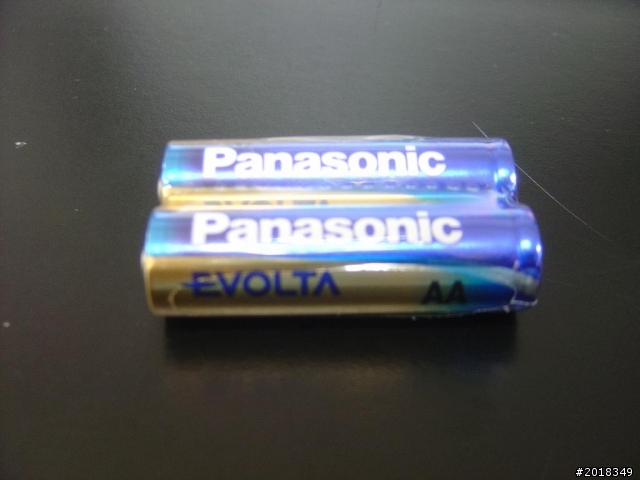 Panasonic
Panasonic
EVOLTA
AA
#2018349